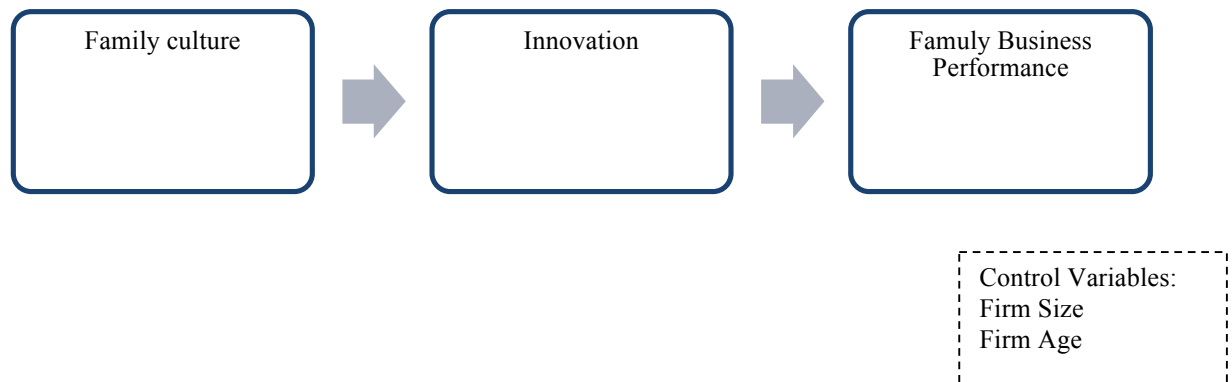 Family culture
Innovation
Famuly Business
Performance
Control Variables:
Firm Size
Firm Age